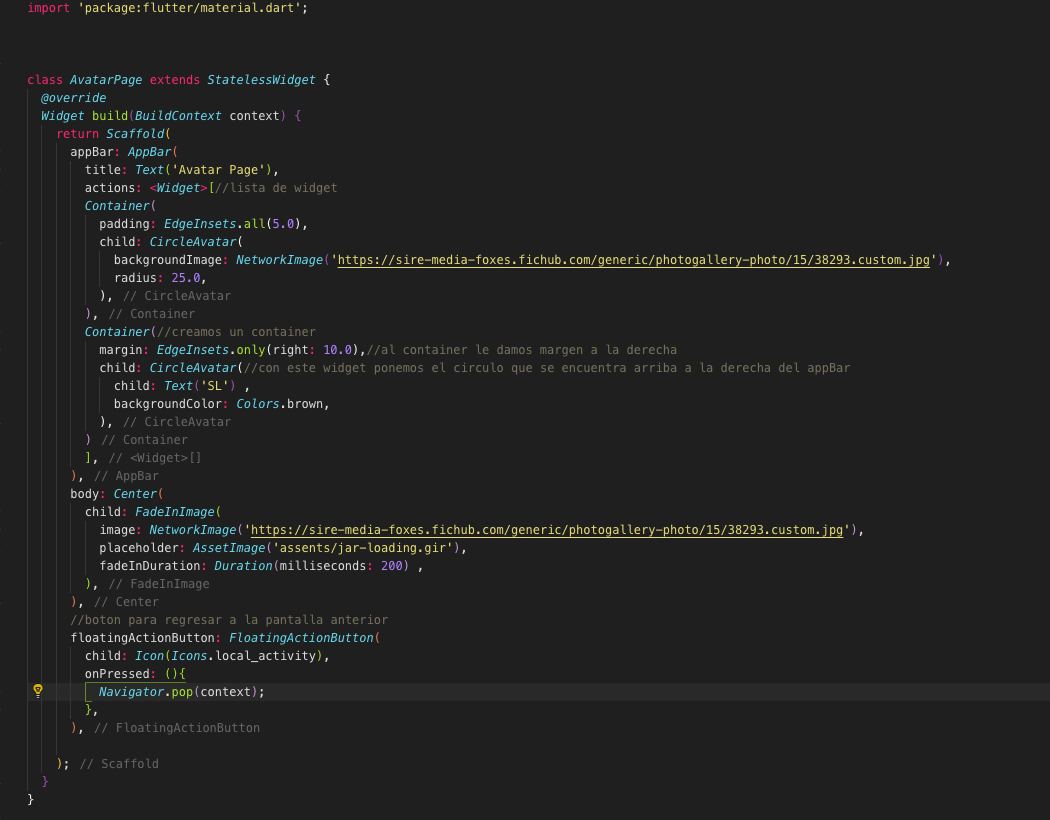 import 'package:flutter/material.dart';
class AvatarPage extends StatelessWidget {
@override
Widget build(BuildContext context) {
return Scaffold(
appBar: AppBar(
title: Text('Avatar Page'),
actions: <Widget>[//lista de widget
Container(
padding: EdgeInsets.all(5.0),
child: CircleAvatar(
backgroundImage: NetworkImage('https://sire-media-foxes.fichub.com/generic/photogallery-photo/15/38293.custom.jpg'),
radius: 25.0,
), // CircleAvatar
), // Container
Container(//creamos un container
margin: EdgeInsets.only(right: 10.0),//al container le damos margen a la derecha
child: CircleAvatar(//con este widget ponemos el circulo que se encuentra arriba a la derecha del appBar
child: Text('SL') ,
backgroundColor: Colors.brown,
), // CircleAvatar
) // Container
], // <Widget>[]
), // AppBar
body: Center(
child: FadeInImage(
image: NetworkImage('https://sire-media-foxes.fichub.com/generic/photogallery-photo/15/38293.custom.jpg'),
placeholder: AssetImage('assents/jar-loading.gir'),
fadeInDuration: Duration(milliseconds: 200) ,
), // FadeInImage
), // Center
//boton para regresar a la pantalla anterior
floatingActionButton: FloatingActionButton(
child: Icon(Icons.local_activity),
onPressed: (){
Navigator.pop(context);
},
), // FloatingActionButton
); // Scaffold
}
}